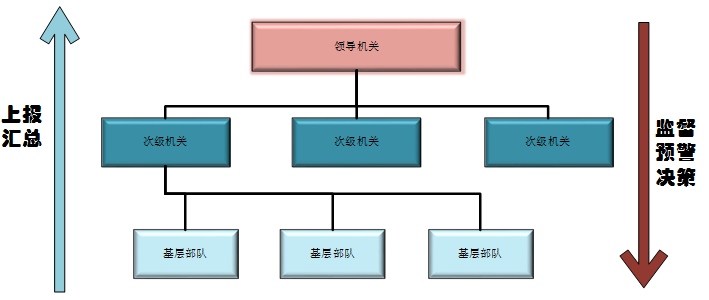 领导机关
上报
汇总
次级机关
次级机关
次级机关
监督
预警
决策
基层部队
基层部队
基层部队